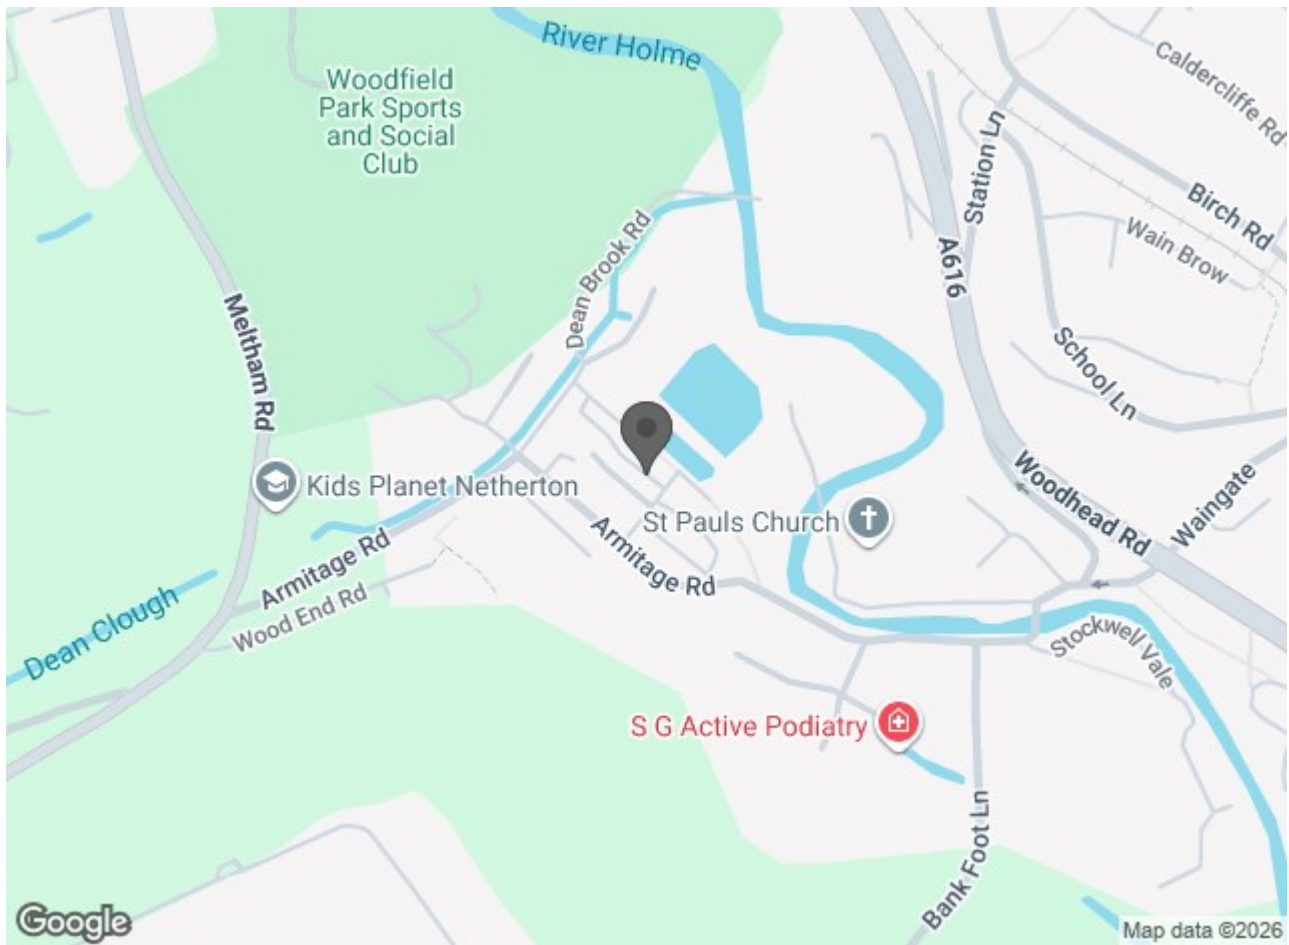 River Holme
Woodfield
Park Sports
and Social
Club
Caldercliffe Rd
Station Ln
Birch Rd
Wain Brow
A616
Dean Brook Rd
Meltham Rd
School Ln
Kids Planet Netherton
Woodhead Rd
Waingate
St Pauls Church
Armitage Rd
Armitage Rd
Wood End Rd
Dean Clough
Stockwell Vale
S G Active Podiatry
Bank Foot Ln
Google
Map data ©2026